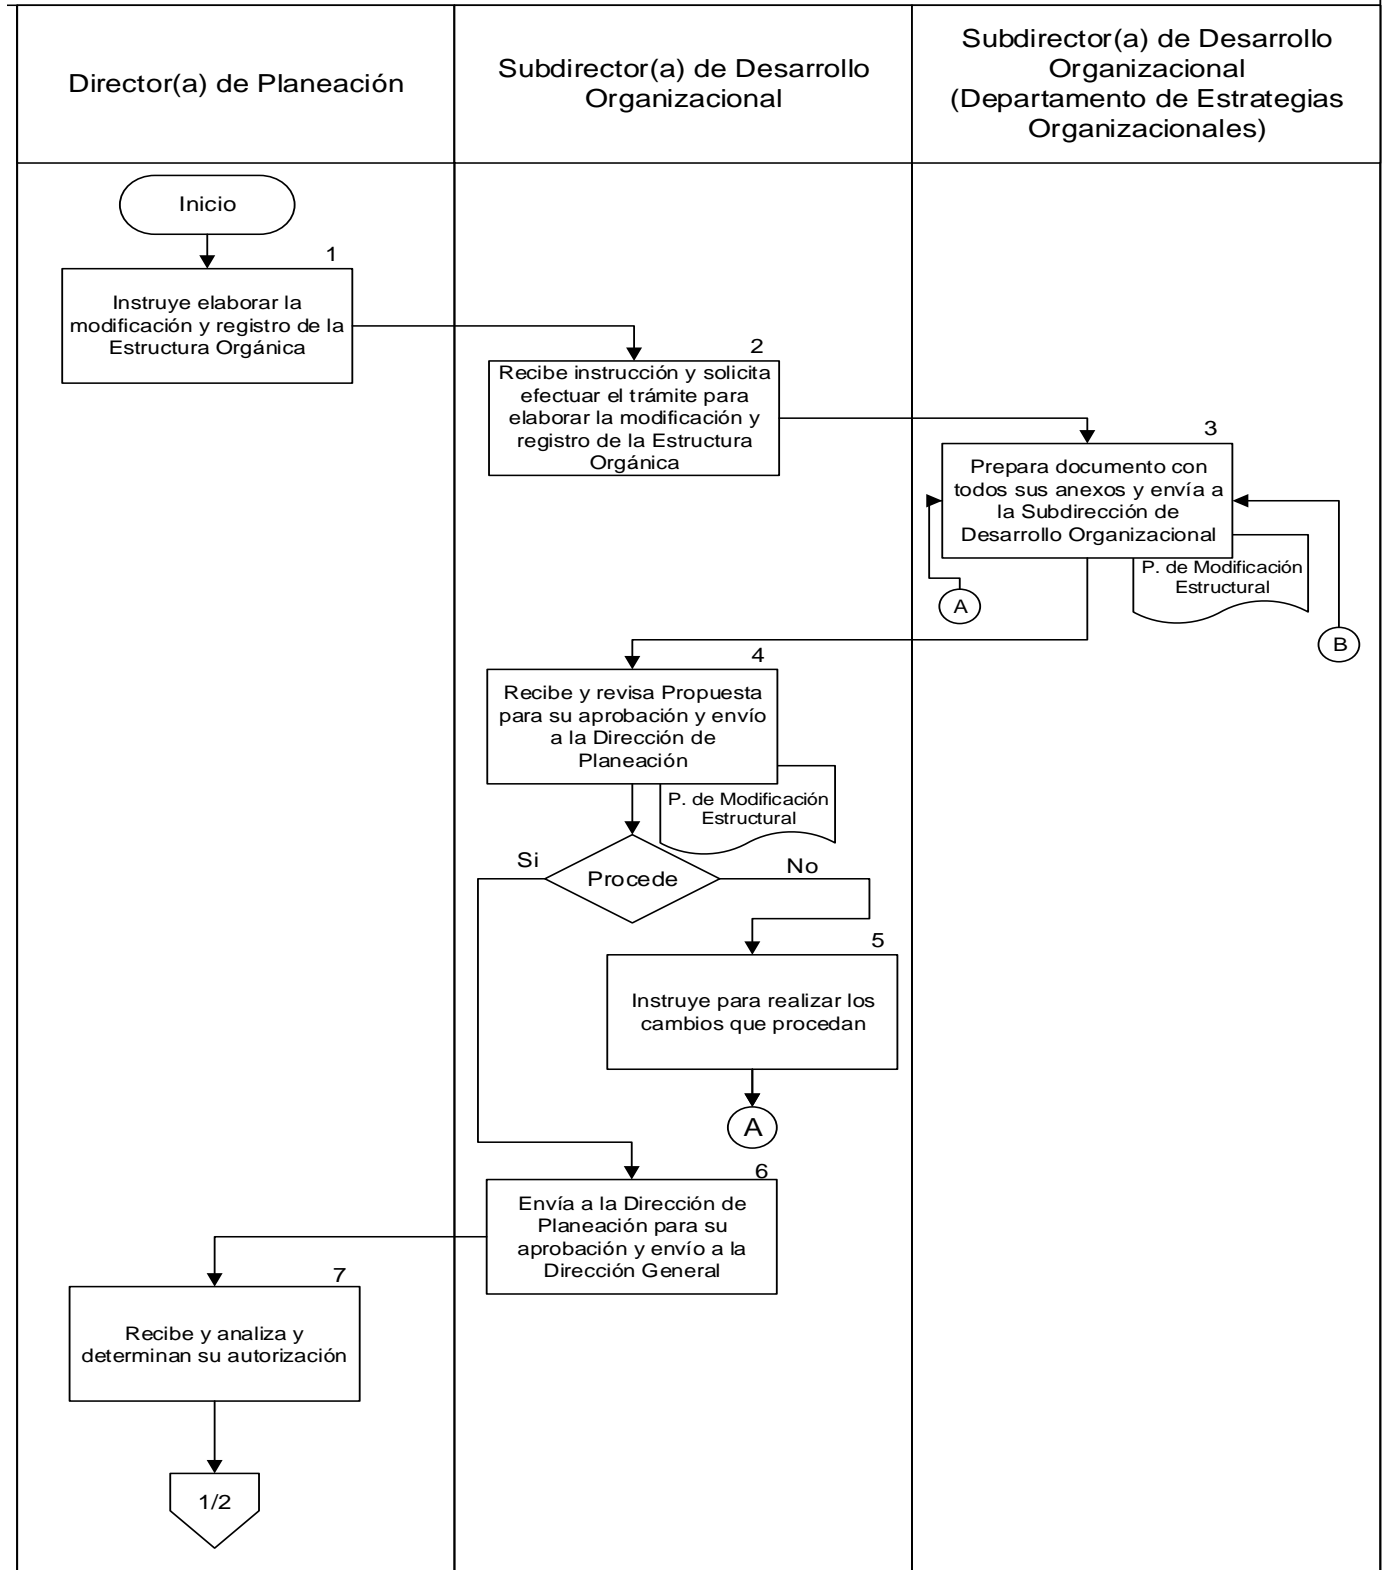 Director(a) de Planeación
Subdirector(a) de Desarrollo
Organizacional
Subdirector(a) de Desarrollo
Organizacional
(Departamento de Estrategias
Organizacionales)
Inicio
1
Instruye elaborar la
modificación y registro de la
Estructura Orgánica
2
Recibe instrucción y solicita
efectuar el trámite para
elaborar la modificación y
registro de la Estructura
Orgánica
3
Prepara documento con
todos sus anexos y envía a
la Subdirección de
Desarrollo Organizacional
P. de Modificación
Estructural
A
B
4
Recibe y revisa Propuesta
para su aprobación y envío
a la Dirección de
Planeación
P. de Modificación
Estructural
Si
Procede
No
5
Instruye para realizar los
cambios que procedan
A
6
Envía a la Dirección de
Planeación para su
aprobación y envío a la
Dirección General
7
Recibe y analiza y
determinan su autorización
1/2